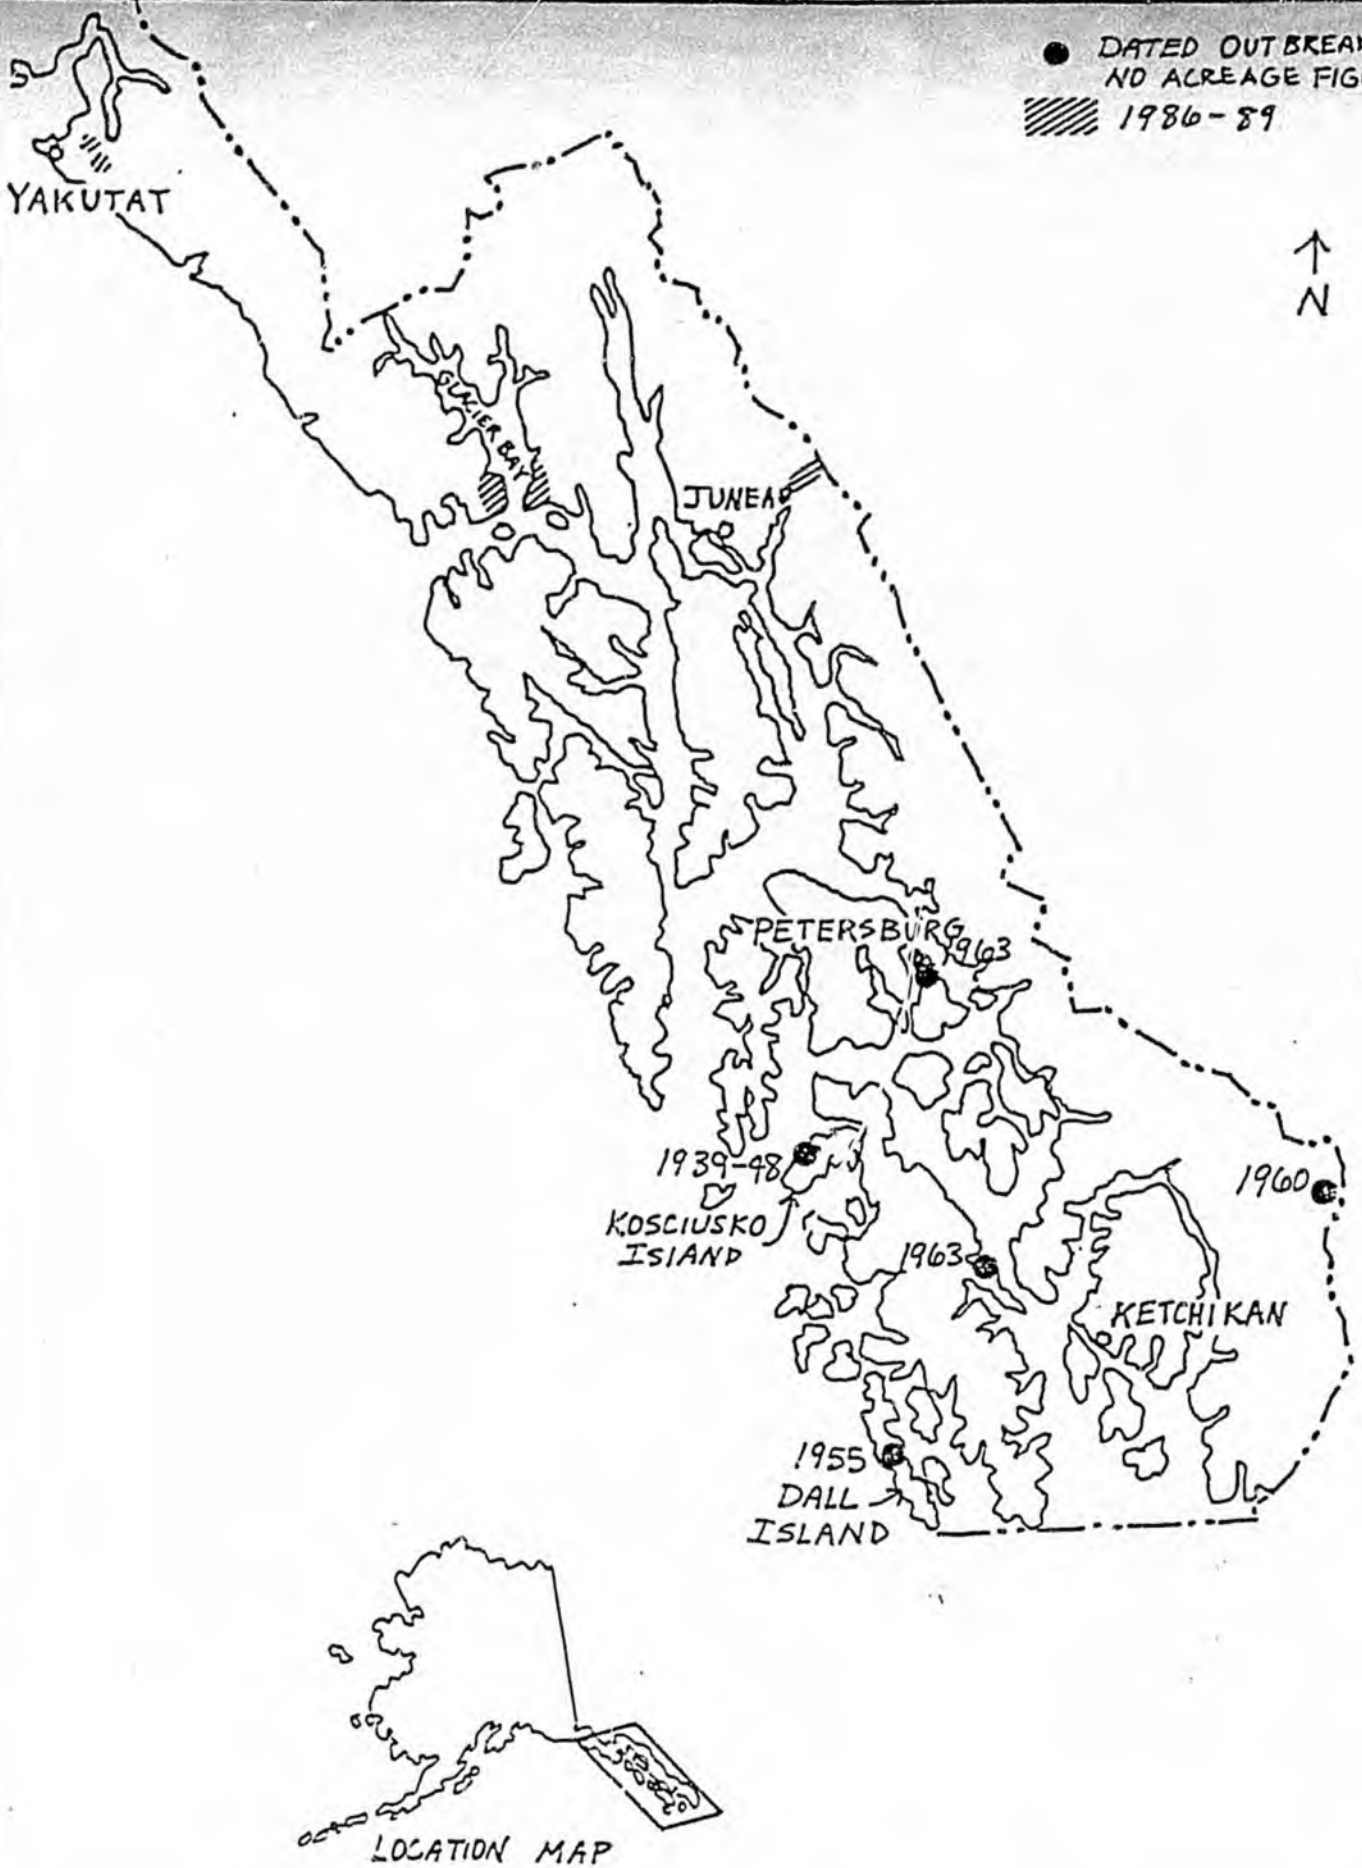 DATED OUTBREA
NO ACREAGE FIG
1986-89
YAKUTAT
N
GLACIER BAY
JUNEA
PETERSBURG
1963
1939-48
KOSCIUSKO
ISLAND
1960
1963
KETCHIKAN
1955
DALL
ISLAND
LOCATION MAP